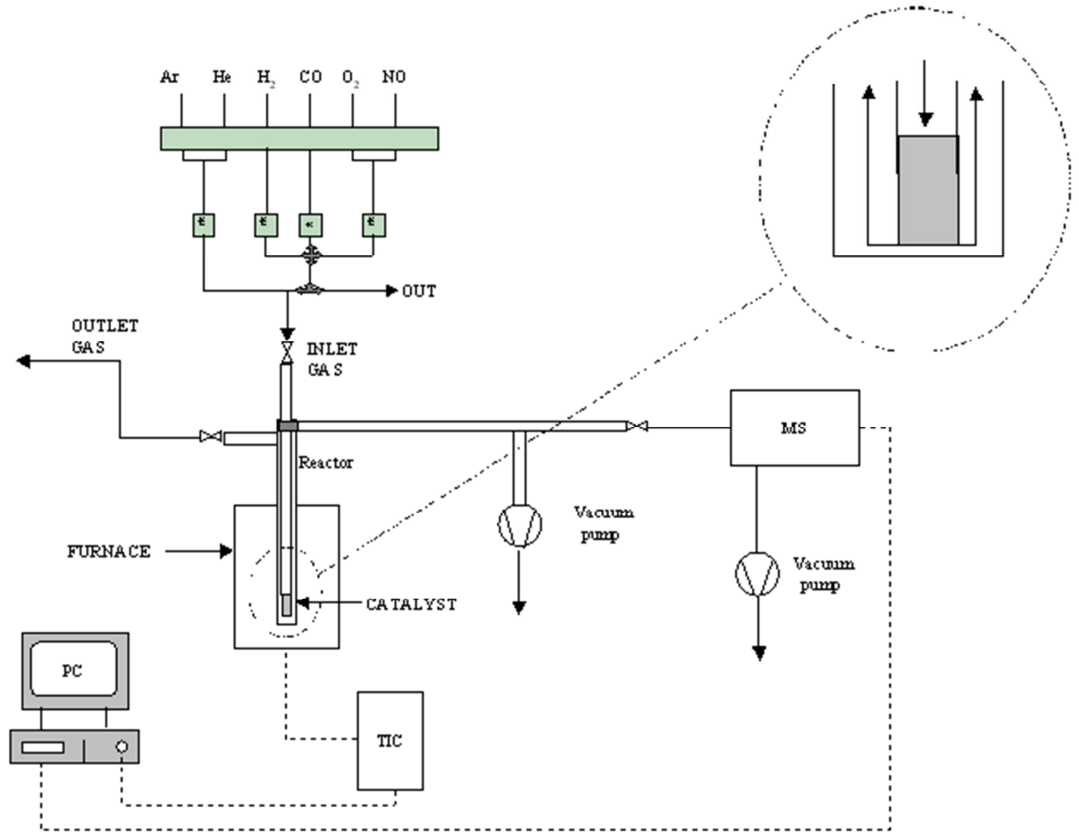 Ar He H₂ CO O₂ NO
* * * *
OUT
OUTLET
GAS
INLET
GAS
MS
Reactor
Vacuum
pump
FURNACE
Vacuum
pump
CATALYST
PC
TIC